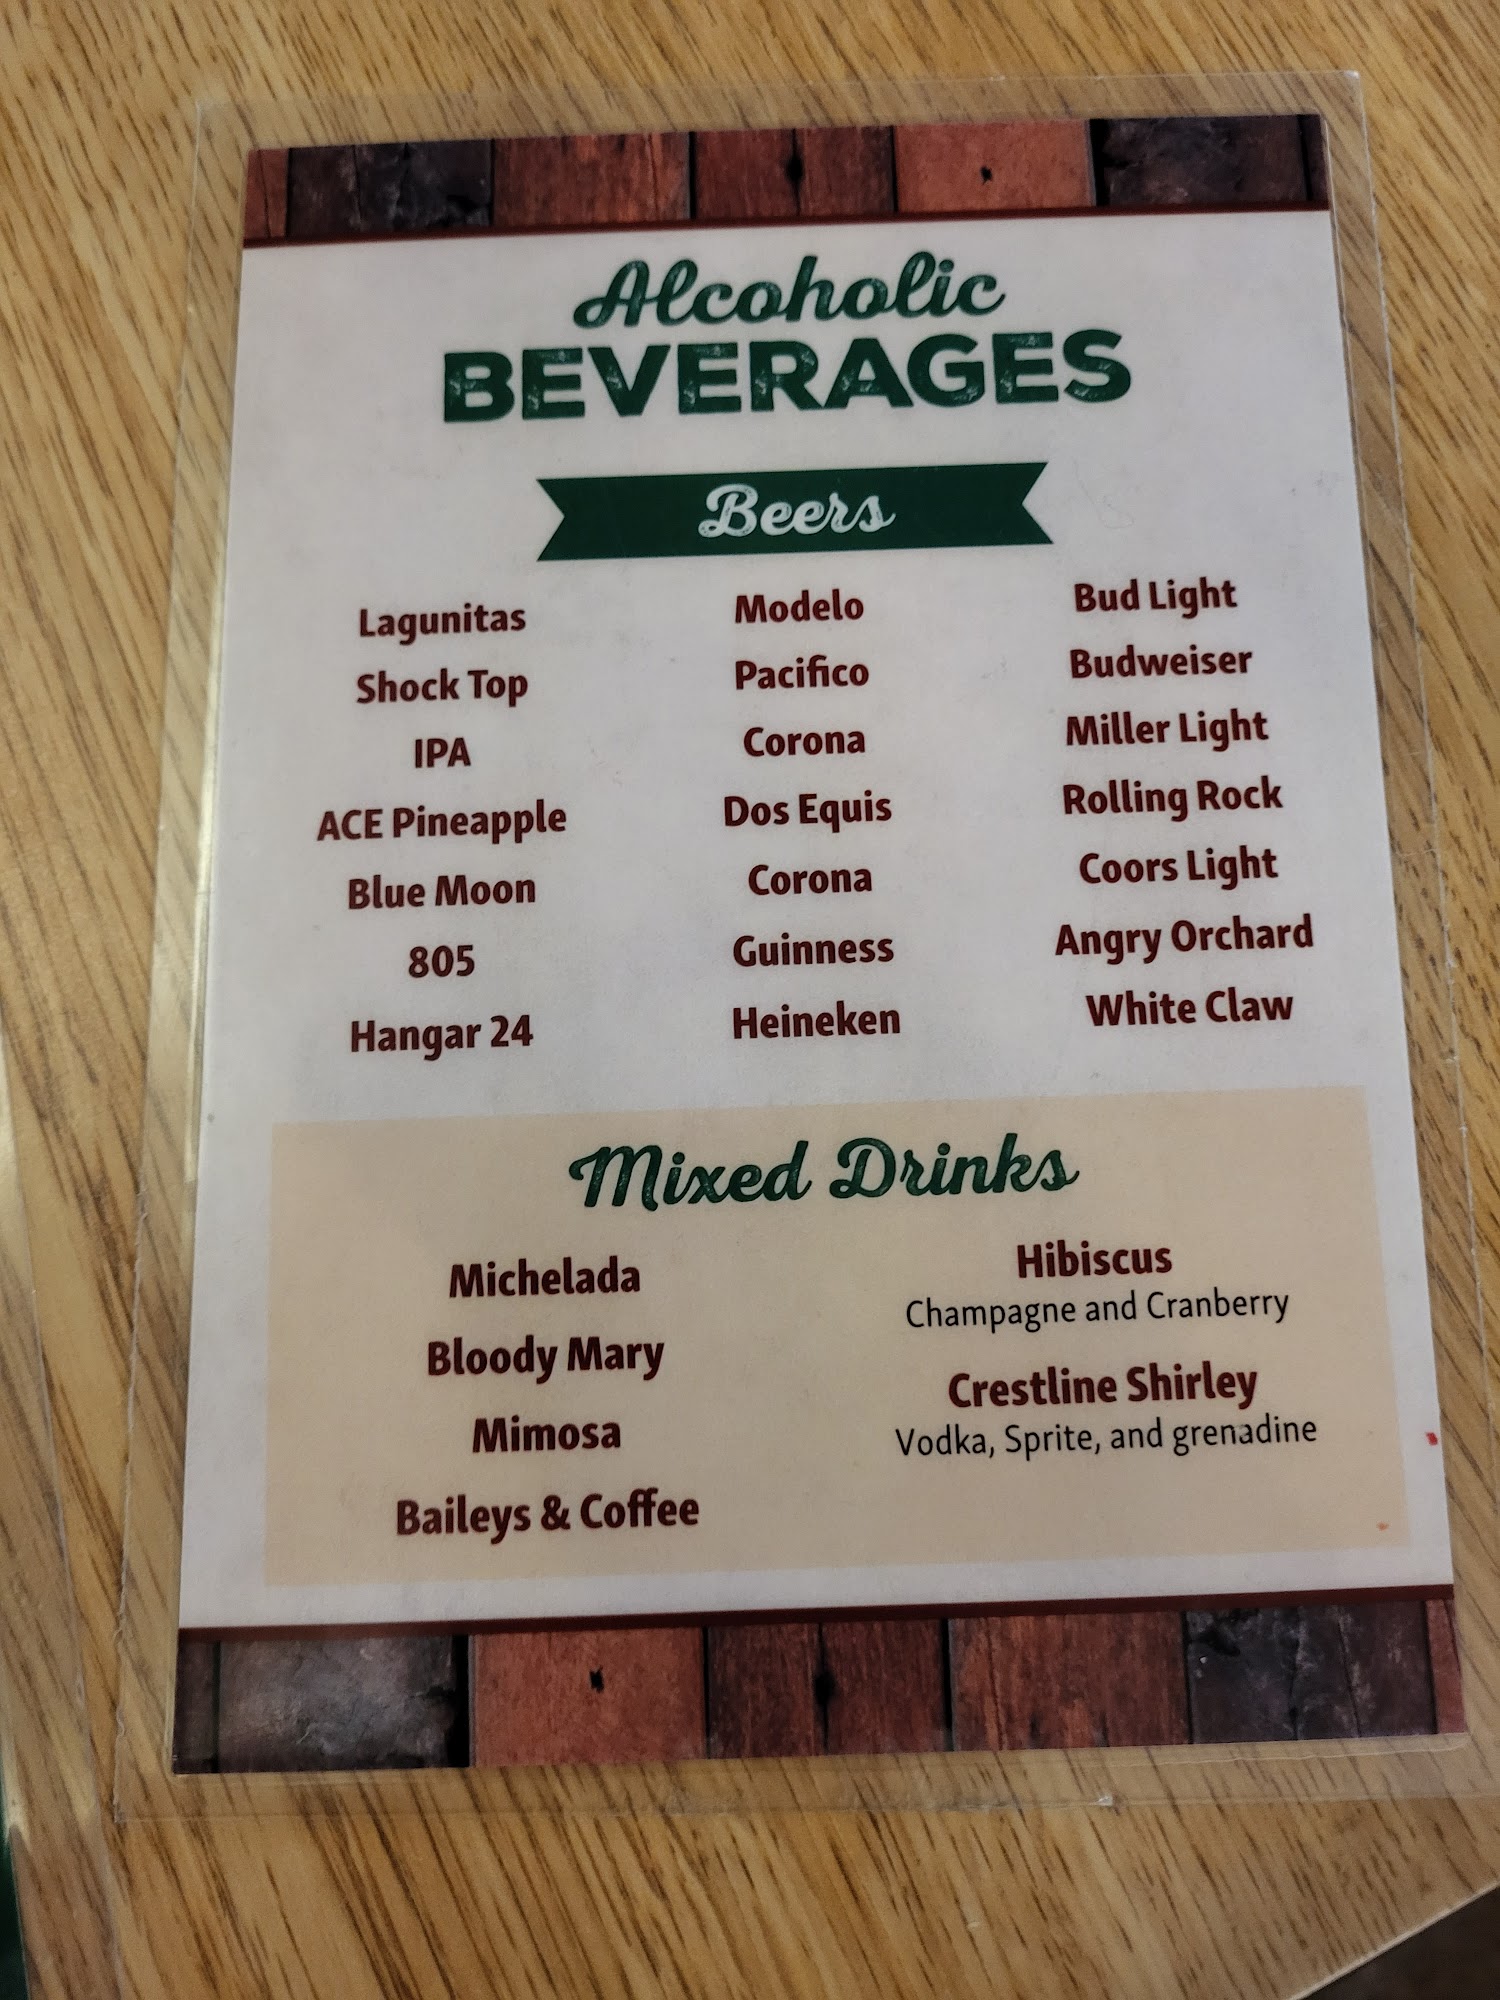 Alcoholic
BEVERAGES
Beers
Lagunitas
Shock Top
IPA
ACE Pineapple
Blue Moon
805
Hangar 24
Modelo
Pacifico
Corona
Dos Equis
Corona
Guinness
Heineken
Bud Light
Budweiser
Miller Light
Rolling Rock
Coors Light
Angry Orchard
White Claw
Mixed Drinks
Michelada
Bloody Mary
Mimosa
Baileys & Coffee
Hibiscus
Champagne and Cranberry
Crestline Shirley
Vodka, Sprite, and grenadine